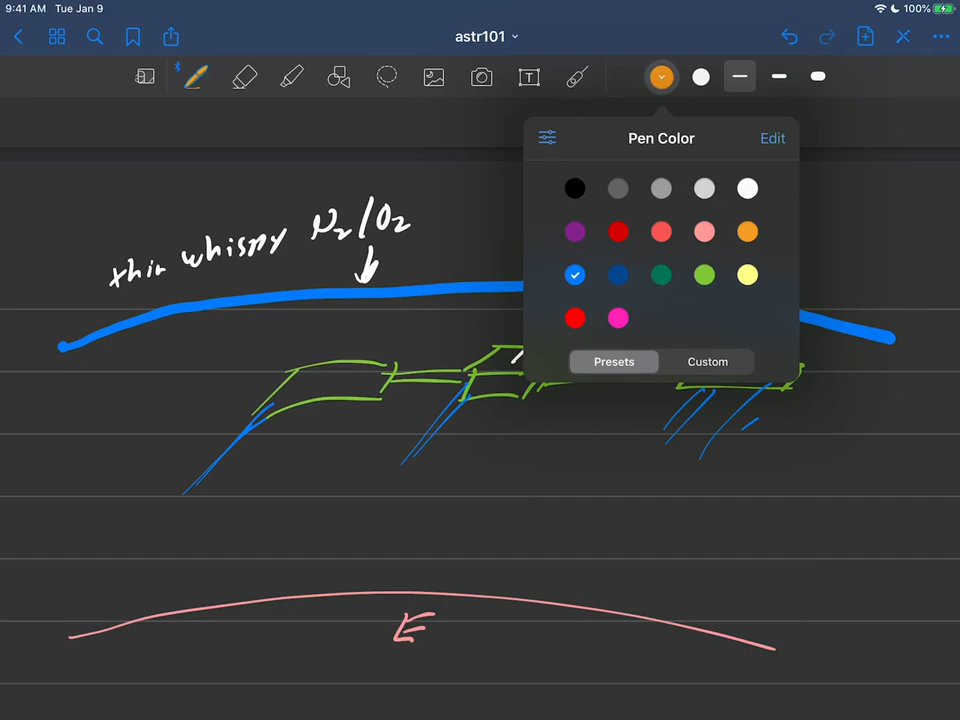 9:41 AM Tue Jan 9
100%
astr101
T
Pen Color
Edit
thin whispy N2/O2
Presets
Custom